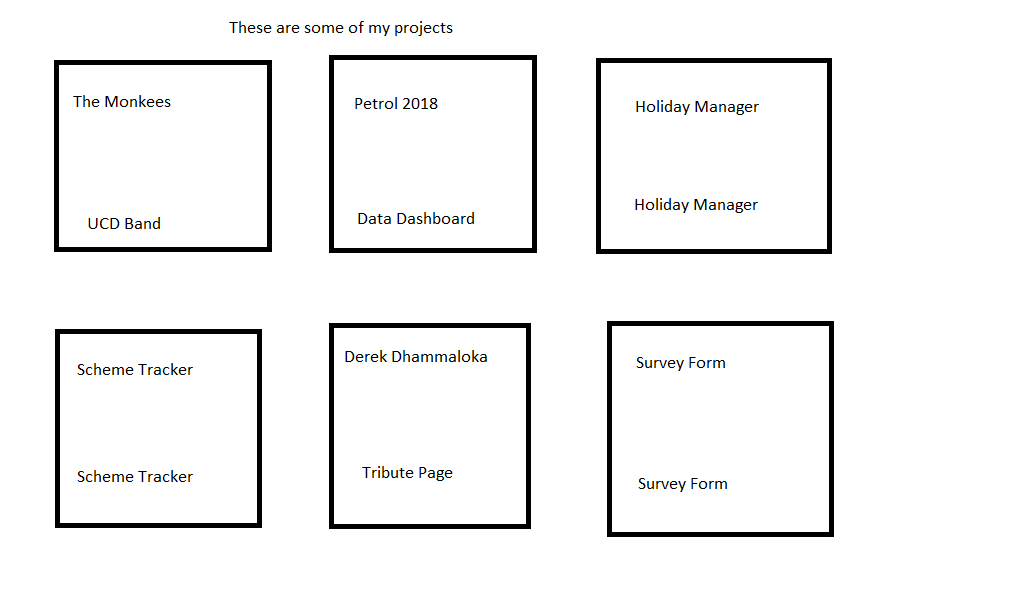 These are some of my projects
The Monkees
UCD Band
Petrol 2018
Data Dashboard
Holiday Manager
Holiday Manager
Scheme Tracker
Scheme Tracker
Derek Dhammaloka
Tribute Page
Survey Form
Survey Form